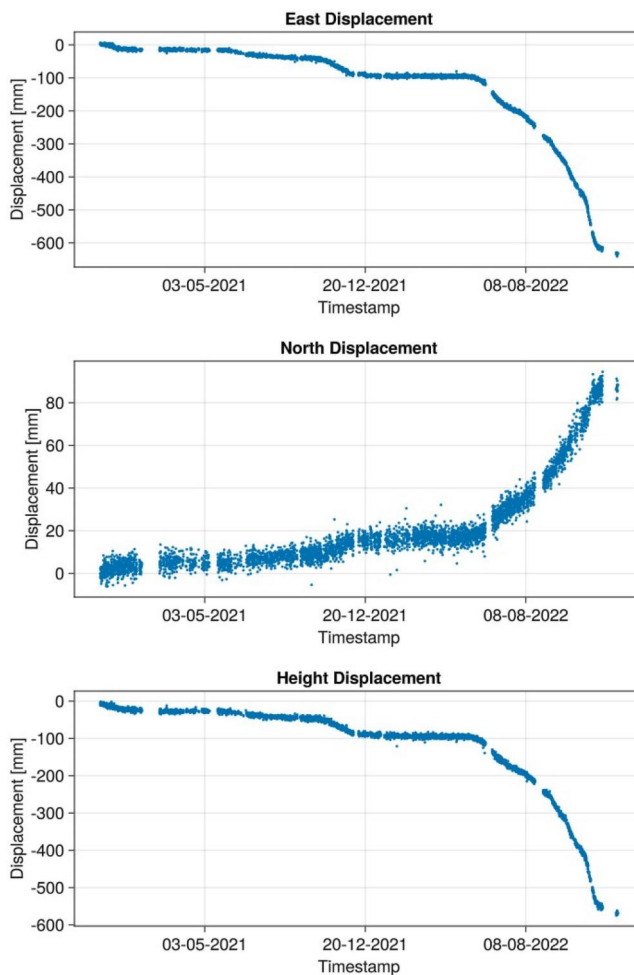 East Displacement
0
-100
-200
-300
-400
-500
-600
Displacement [mm]
03-05-2021 20-12-2021 08-08-2022
Timestamp
North Displacement
80
60
40
20
0
Displacement [mm]
03-05-2021 20-12-2021 08-08-2022
Timestamp
Height Displacement
0
-100
-200
-300
-400
-500
-600
Displacement [mm]
03-05-2021 20-12-2021 08-08-2022
Timestamp